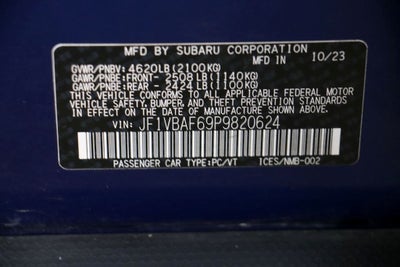 MFD. BY SUBARU CORPORATION 10/23
GVWR/PNBV: 4620LB(2100KG)
GAWR/PNBE:FRONT- 2508LB(1140KG)
GAWR/PNBE:REAR - 2424LB(1100KG)
THIS VEHICLE CONFORMS TO ALL APPLICABLE FEDERAL MOTOR
VEHICLE SAFETY, BUMPER, AND THEFT PREVENTION STANDARDS
IN EFFECT ON THE DATE OF MANUFACTURE SHOWN ABOVE.
VIN: JF1VBAF69P9820624
PASSENGER CAR TYPE:PC/VT ICES/NMB-002